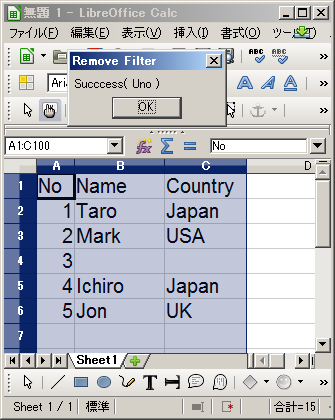 無題 1 - LibreOffice Calc
ファイル(F) 編集(E) 表示(V) 挿入(I) 書式(O) ツー
ABC ABC
Remove Filter
Succcess( Uno )
OK
A1:C100 No
A B C D
1 No Name Country
2 1 Taro Japan
3 2 Mark USA
4 3
5 4 Ichiro Japan
6 5 Jon UK
7
Sheet1
T
Sheet 1 / 1 標準 合計=15